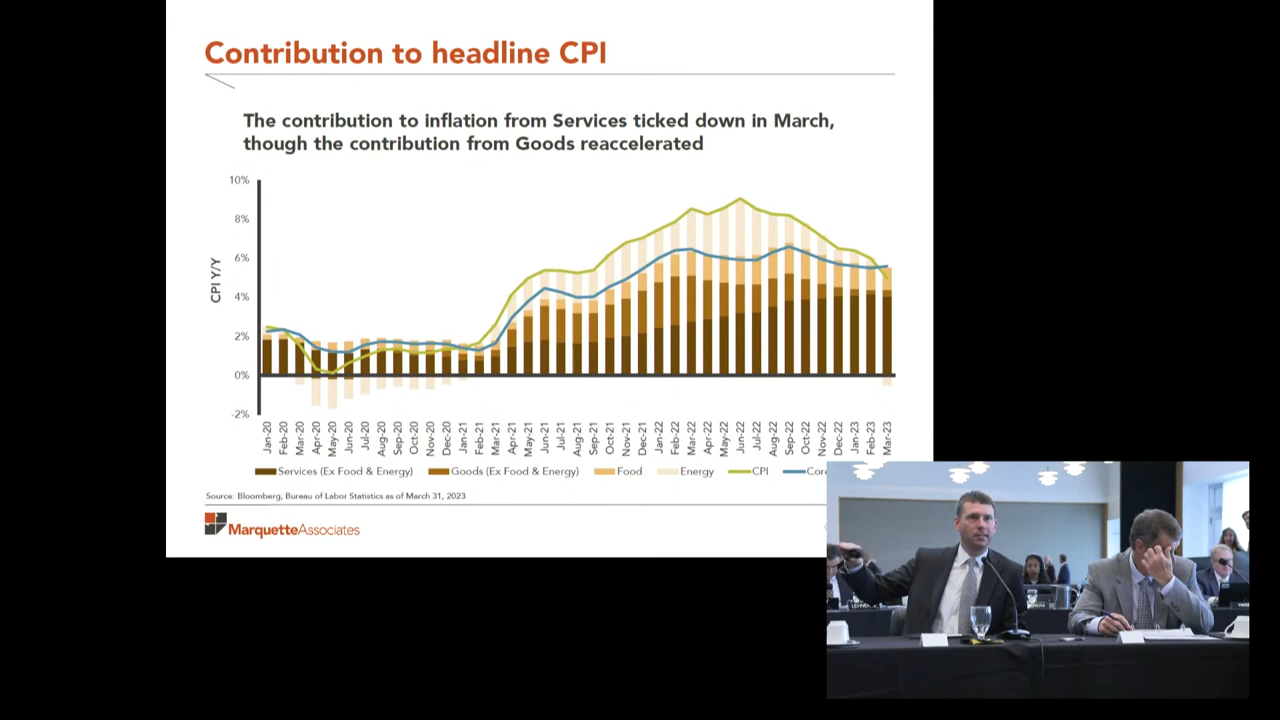 Contribution to headline CPI
The contribution to inflation from Services ticked down in March,
though the contribution from Goods reaccelerated
10%
8%
6%
4%
2%
0%
-2%
CPI Y/Y
Jan-20
Feb-20
Mar-20
Apr-20
May-20
Jun-20
Jul-20
Aug-20
Sep-20
Oct-20
Nov-20
Dec-20
Jan-21
Feb-21
Mar-21
Apr-21
May-21
Jun-21
Jul-21
Aug-21
Sep-21
Oct-21
Nov-21
Dec-21
Jan-22
Feb-22
Mar-22
Apr-22
May-22
Jun-22
Jul-22
Aug-22
Sep-22
Oct-22
Nov-22
Dec-22
Jan-23
Feb-23
Mar-23
Services (Ex Food & Energy) Goods (Ex Food & Energy) Food Energy CPI
Source: Bloomberg, Bureau of Labor Statistics as of March 31, 2023
MarquetteAssociates